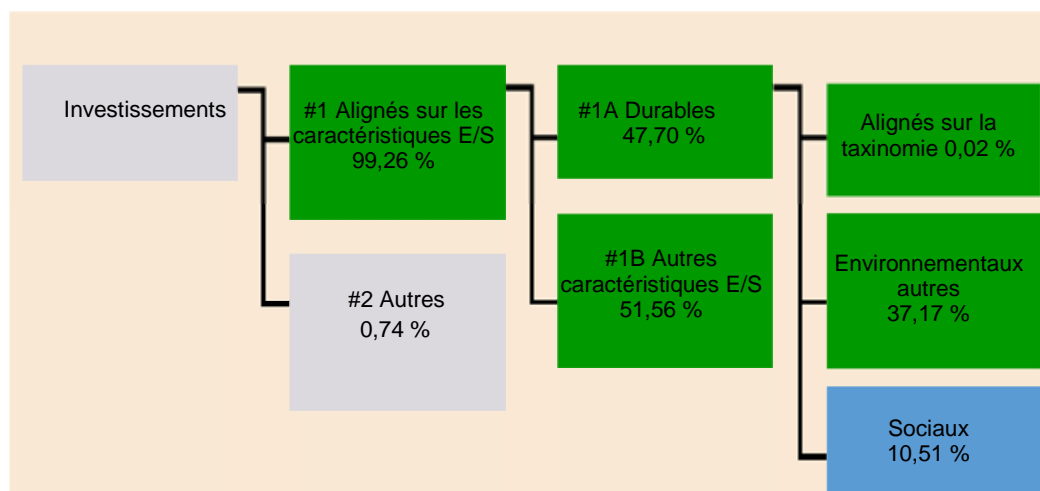 Investissements
#1 Alignés sur les
caractéristiques E/S
99,26 %
#2 Autres
0,74 %
#1A Durables
47,70 %
#1B Autres
caractéristiques E/S
51,56 %
Alignés sur la
taxinomie 0,02 %
Environnementaux
autres
37,17 %
Sociaux
10,51 %